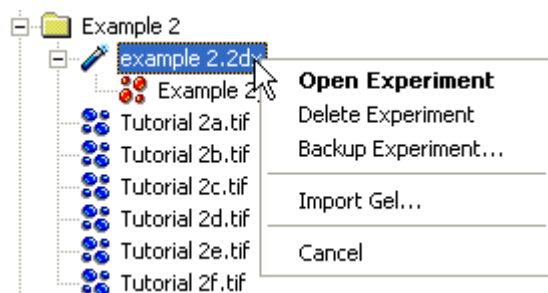 Example 2
example 2.2dx
Open Experiment
Example 2
Delete Experiment
Tutorial 2a.tif
Backup Experiment...
Tutorial 2b.tif
Tutorial 2c.tif
Import Gel...
Tutorial 2d.tif
Tutorial 2e.tif
Cancel
Tutorial 2f.tif